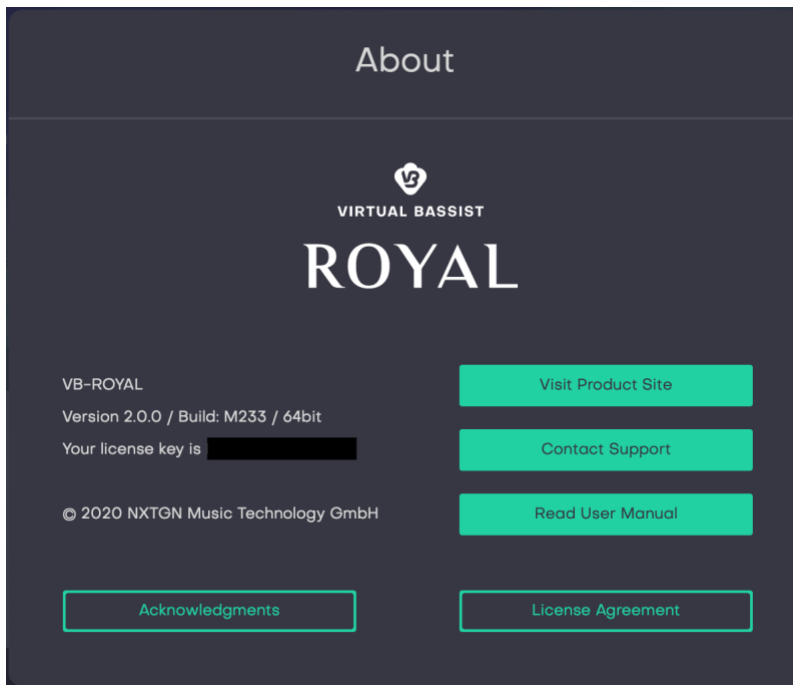 About
VB
VIRTUAL BASSIST
ROYAL
VB-ROYAL
Version 2.0.0 / Build: M233 / 64bit
Your license key is
© 2020 NXTGN Music Technology GmbH
Visit Product Site
Contact Support
Read User Manual
Acknowledgments
License Agreement